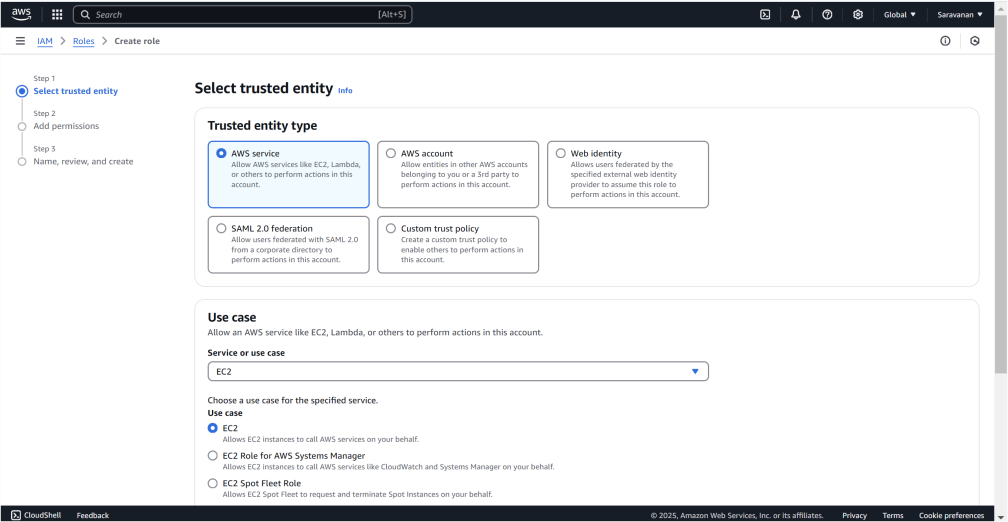 aws
Search [Alt+S]
Global Saravanan
IAM > Roles > Create role
Step 1
Select trusted entity
Step 2
Add permissions
Step 3
Name, review, and create
Select trusted entity Info
Trusted entity type
AWS service
Allow AWS services like EC2, Lambda,
or others to perform actions in this
account.
AWS account
Allow entities in other AWS accounts
belonging to you or a 3rd party to
perform actions in this account.
Web identity
Allows users federated by the
specified external web identity
provider to assume this role to
perform actions in this account.
SAML 2.0 federation
Allow users federated with SAML 2.0
from a corporate directory to
perform actions in this account.
Custom trust policy
Create a custom trust policy to
enable others to perform actions in
this account.
Use case
Allow an AWS service like EC2, Lambda, or others to perform actions in this account.
Service or use case
EC2
Choose a use case for the specified service.
Use case
EC2
Allows EC2 instances to call AWS services on your behalf.
EC2 Role for AWS Systems Manager
Allows EC2 instances to call AWS services like CloudWatch and Systems Manager on your behalf.
EC2 Spot Fleet Role
Allows EC2 Spot Fleet to request and terminate Spot Instances on your behalf.
CloudShell Feedback © 2025, Amazon Web Services, Inc. or its affiliates. Privacy Terms Cookie preferences